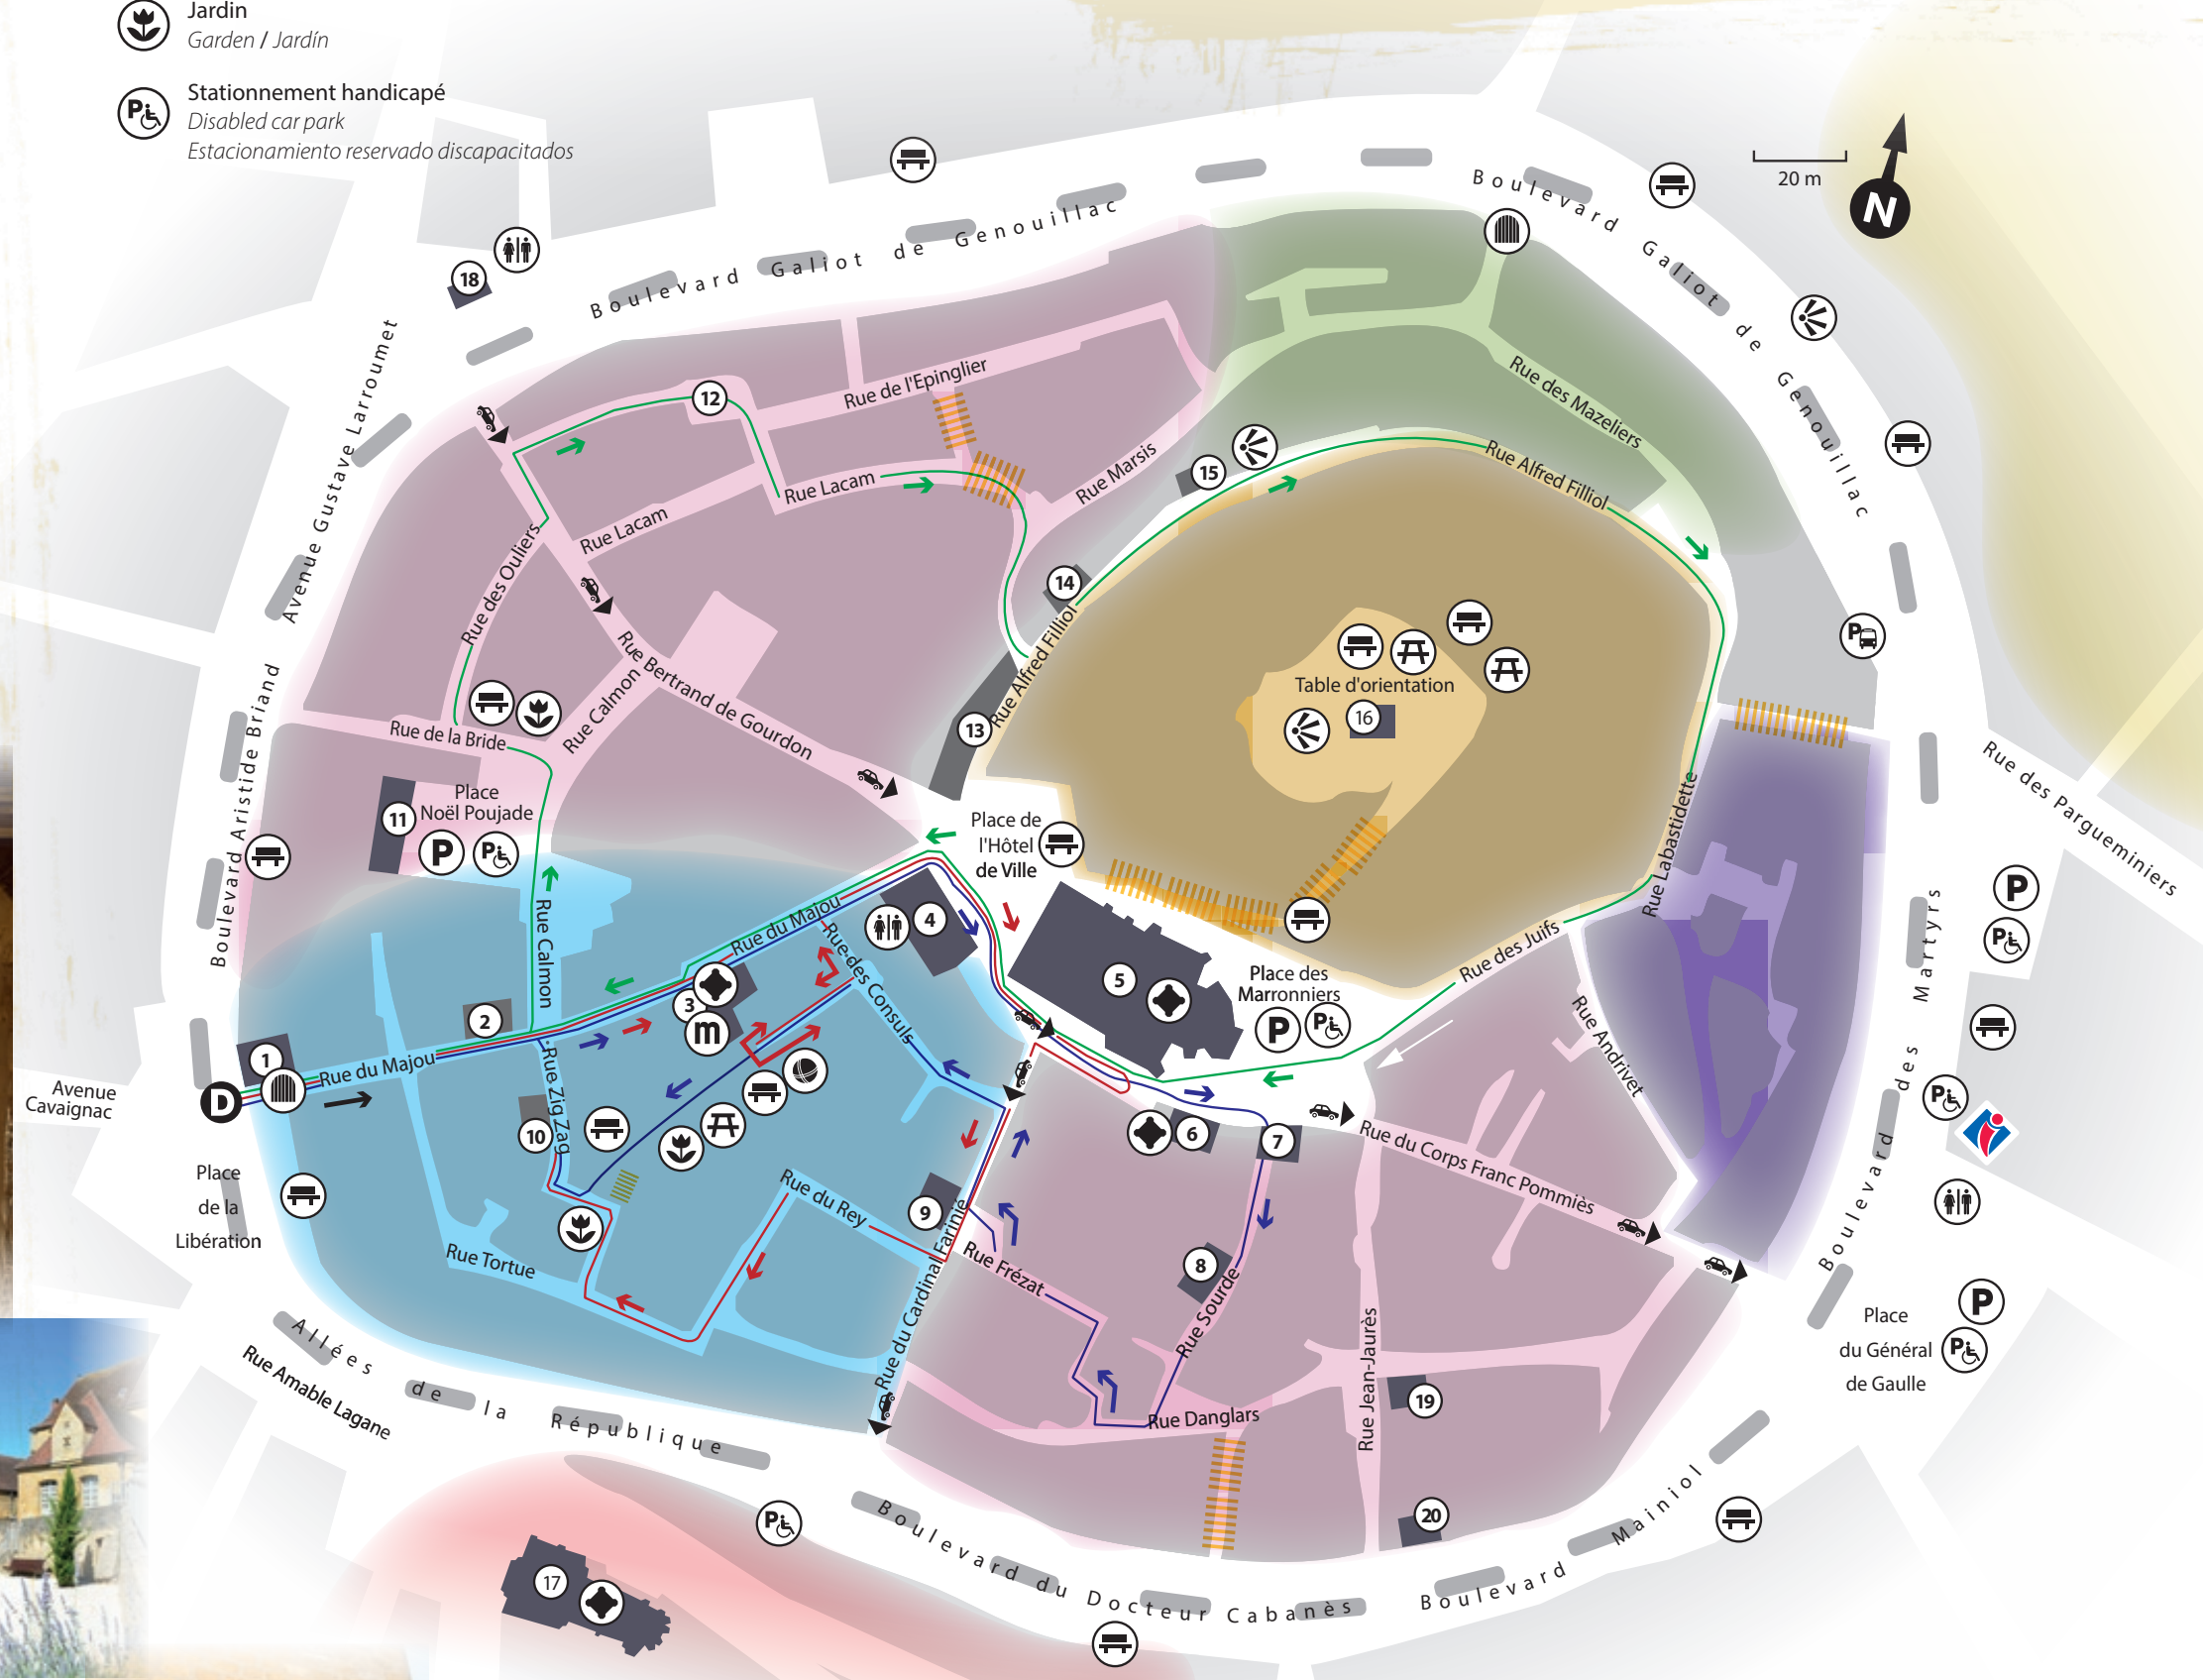 Jardin
Garden / Jardín
Stationnement handicapé
Disabled car park
Estacionamiento reservado discapacitados
20 m
N
Boulevard Galiot de Genouillac
Boulevard Galiot de Genouillac
18
Avenue Gustave Larroumet
12
Rue de l'Epinglier
Rue des Mazeliers
Rue Lacam
Rue Lacam
Rue Marsis
15
Rue Alfred Filliol
Rue des Ouliers
14
Rue Alfred Filliol
P
Rue Bertrand de Gourdon
Table d'orientation
16
Rue Calmon
Rue de la Bride
13
Boulevard Aristide Briand
Place
Noël Poujade
11
P
P
Place de
l'Hôtel
de Ville
Rue Labastidette
Rue des Pargueminiers
Rue Calmon
Rue du Majou
4
Rue des Consuls
5
Place des
Marronniers
P
P
Rue des Juifs
Rue Andrivet
P
P
Boulevard des Martyrs
2
3
m
1
Rue du Majou
D
Avenue
Cavaignac
Rue Zig Zag
10
6
7
Rue du Corps Franc Pommiès
P
Place
de la
Libération
Rue du Rey
9
Rue du Cardinal Farinié
Rue Frézat
8
Rue Sourde
Rue Tortue
Rue Jean-Jaurès
Place
du Général
de Gaulle
P
P
Allées de la République
Rue Amable Lagane
Rue Danglars
19
20
P
Boulevard du Docteur Cabanès
Boulevard Mainiol
17